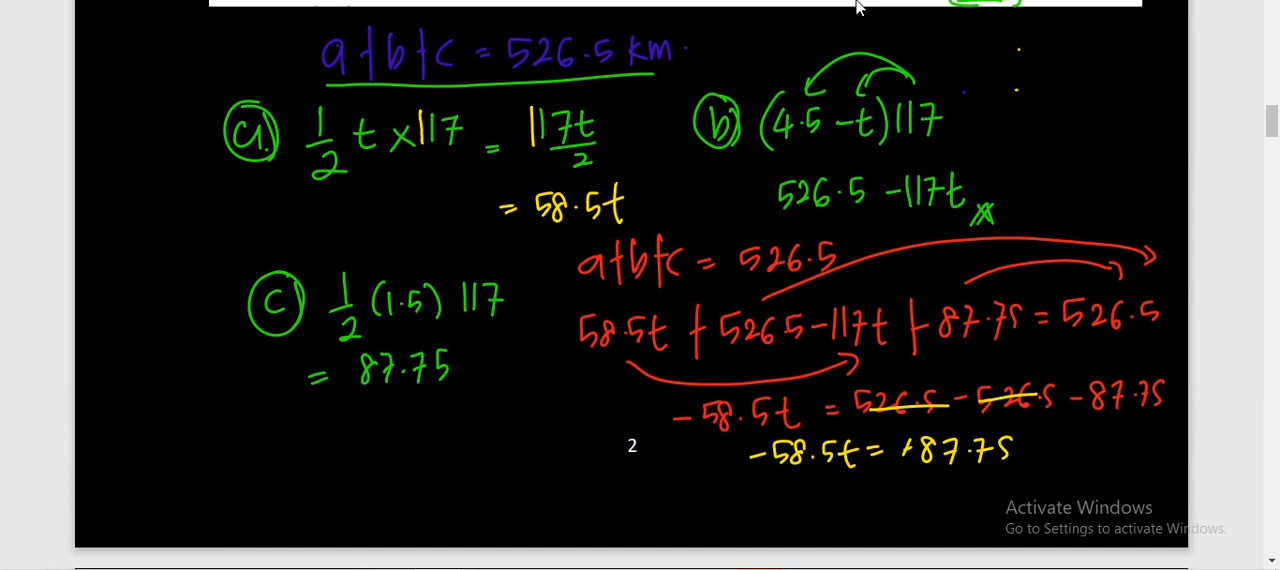 a+b+c = 526.5 km.
(a.) 1/2 t x 117 = 117t/2
= 58.5t
(b) (4.5 - t) 117
526.5 - 117t
(c) 1/2 (1.5) 117
= 87.75
a+b+c = 526.5
58.5t + 526.5 - 117t + 87.75 = 526.5
- 58.5t = 526.5 - 526.5 - 87.75
- 58.5t = +87.75
2
Activate Windows
Go to Settings to activate Windows.